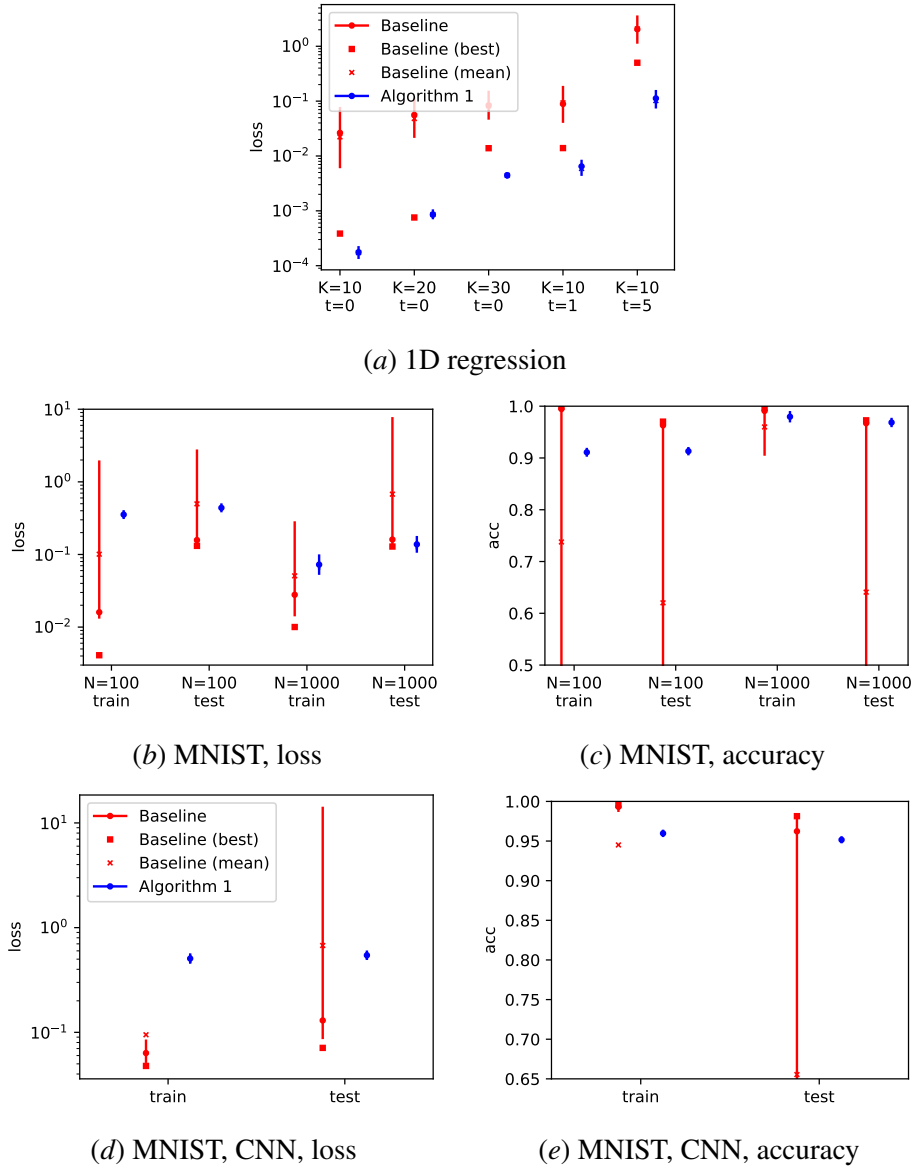 10^0
10^-1
10^-2
10^-3
10^-4
loss
Baseline
Baseline (best)
Baseline (mean)
Algorithm 1
K=10 K=20 K=30 K=10 K=10
t=0 t=0 t=0 t=1 t=5
(a) 1D regression
10^1
10^0
10^-1
10^-2
loss
N=100 N=100 N=1000 N=1000
train test train test
(b) MNIST, loss
1.0
0.9
0.8
0.7
0.6
0.5
acc
N=100 N=100 N=1000 N=1000
train test train test
(c) MNIST, accuracy
10^1
10^0
10^-1
loss
Baseline
Baseline (best)
Baseline (mean)
Algorithm 1
train test
(d) MNIST, CNN, loss
1.00
0.95
0.90
0.85
0.80
0.75
0.70
0.65
acc
train test
(e) MNIST, CNN, accuracy